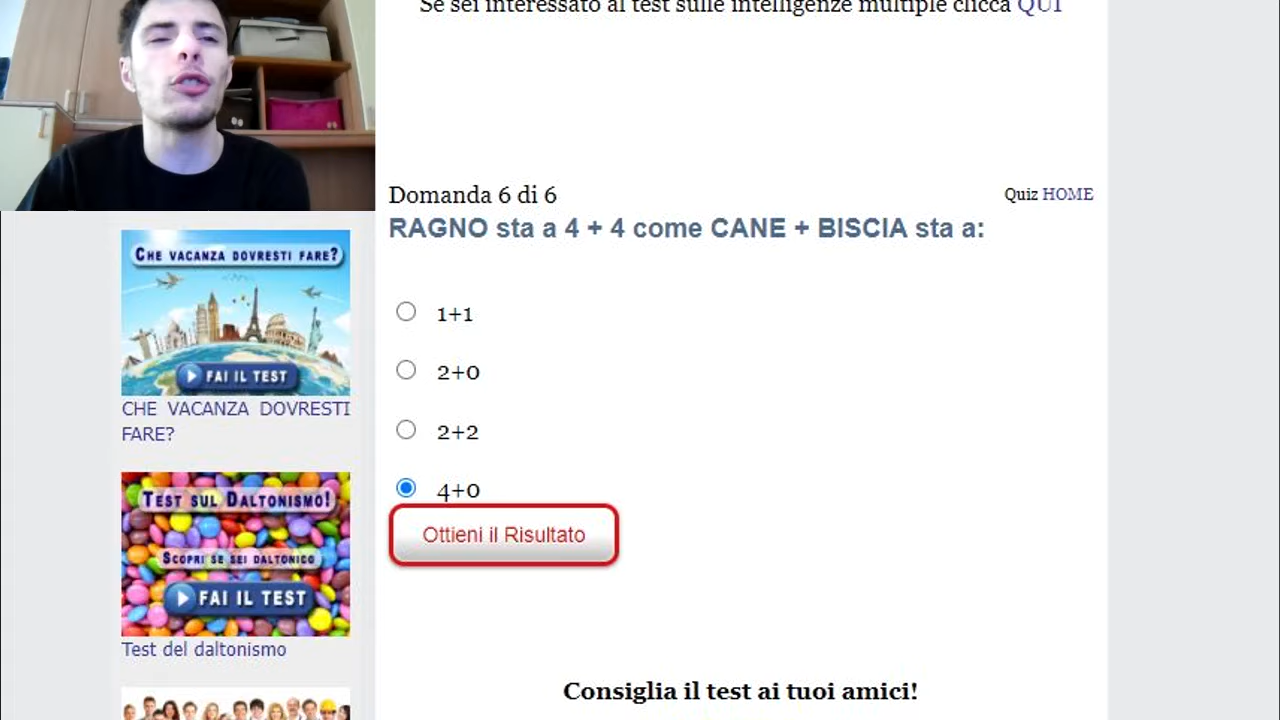 Se sei interessato al test sulle intelligenze multiple clicca QUI
Domanda 6 di 6
Quiz HOME
RAGNO sta a 4 + 4 come CANE + BISCIA sta a:
1+1
2+0
2+2
4+0
Ottieni il Risultato
Consiglia il test ai tuoi amici!
CHE VACANZA DOVRESTI FARE?
FAI IL TEST
CHE VACANZA DOVRESTI
FARE?
TEST SUL DALTONISMO!
SCOPRI SE SEI DALTONICO
FAI IL TEST
Test del daltonismo